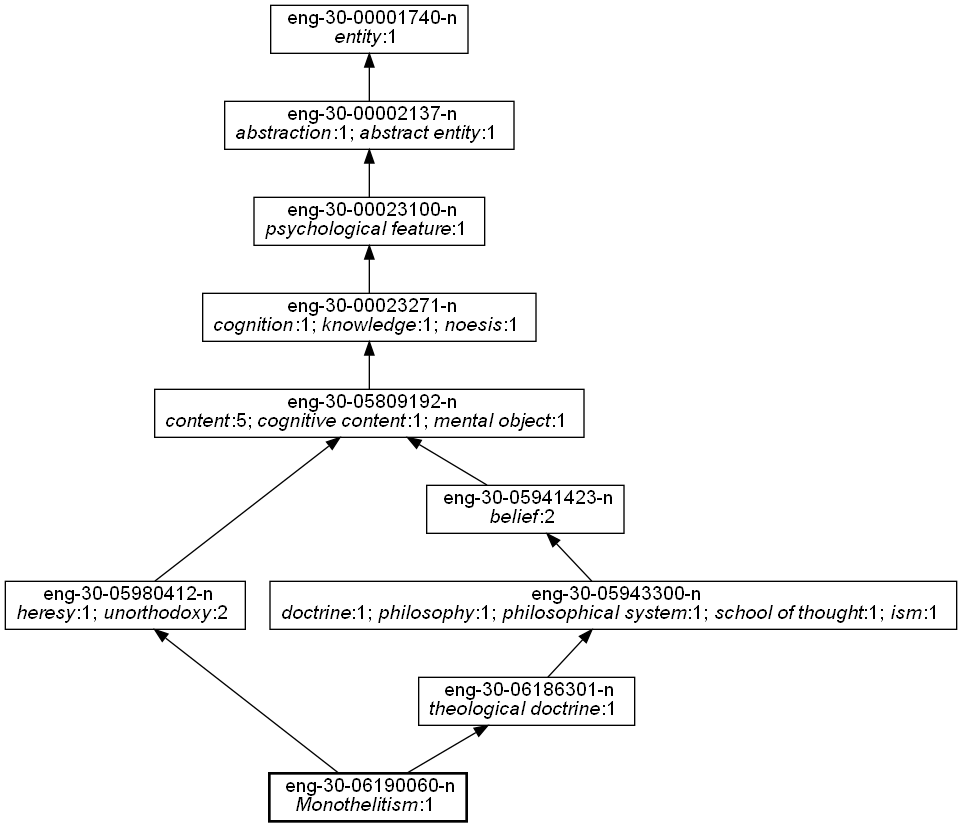 eng-30-00001740-n
entity:1
eng-30-00002137-n
abstraction:1; abstract entity:1
eng-30-00023100-n
psychological feature:1
eng-30-00023271-n
cognition:1; knowledge:1; noesis:1
eng-30-05809192-n
content:5; cognitive content:1; mental object:1
eng-30-05941423-n
belief:2
eng-30-05980412-n
heresy:1; unorthodoxy:2
eng-30-05943300-n
doctrine:1; philosophy:1; philosophical system:1; school of thought:1; ism:1
eng-30-06186301-n
theological doctrine:1
eng-30-06190060-n
Monothelitism:1